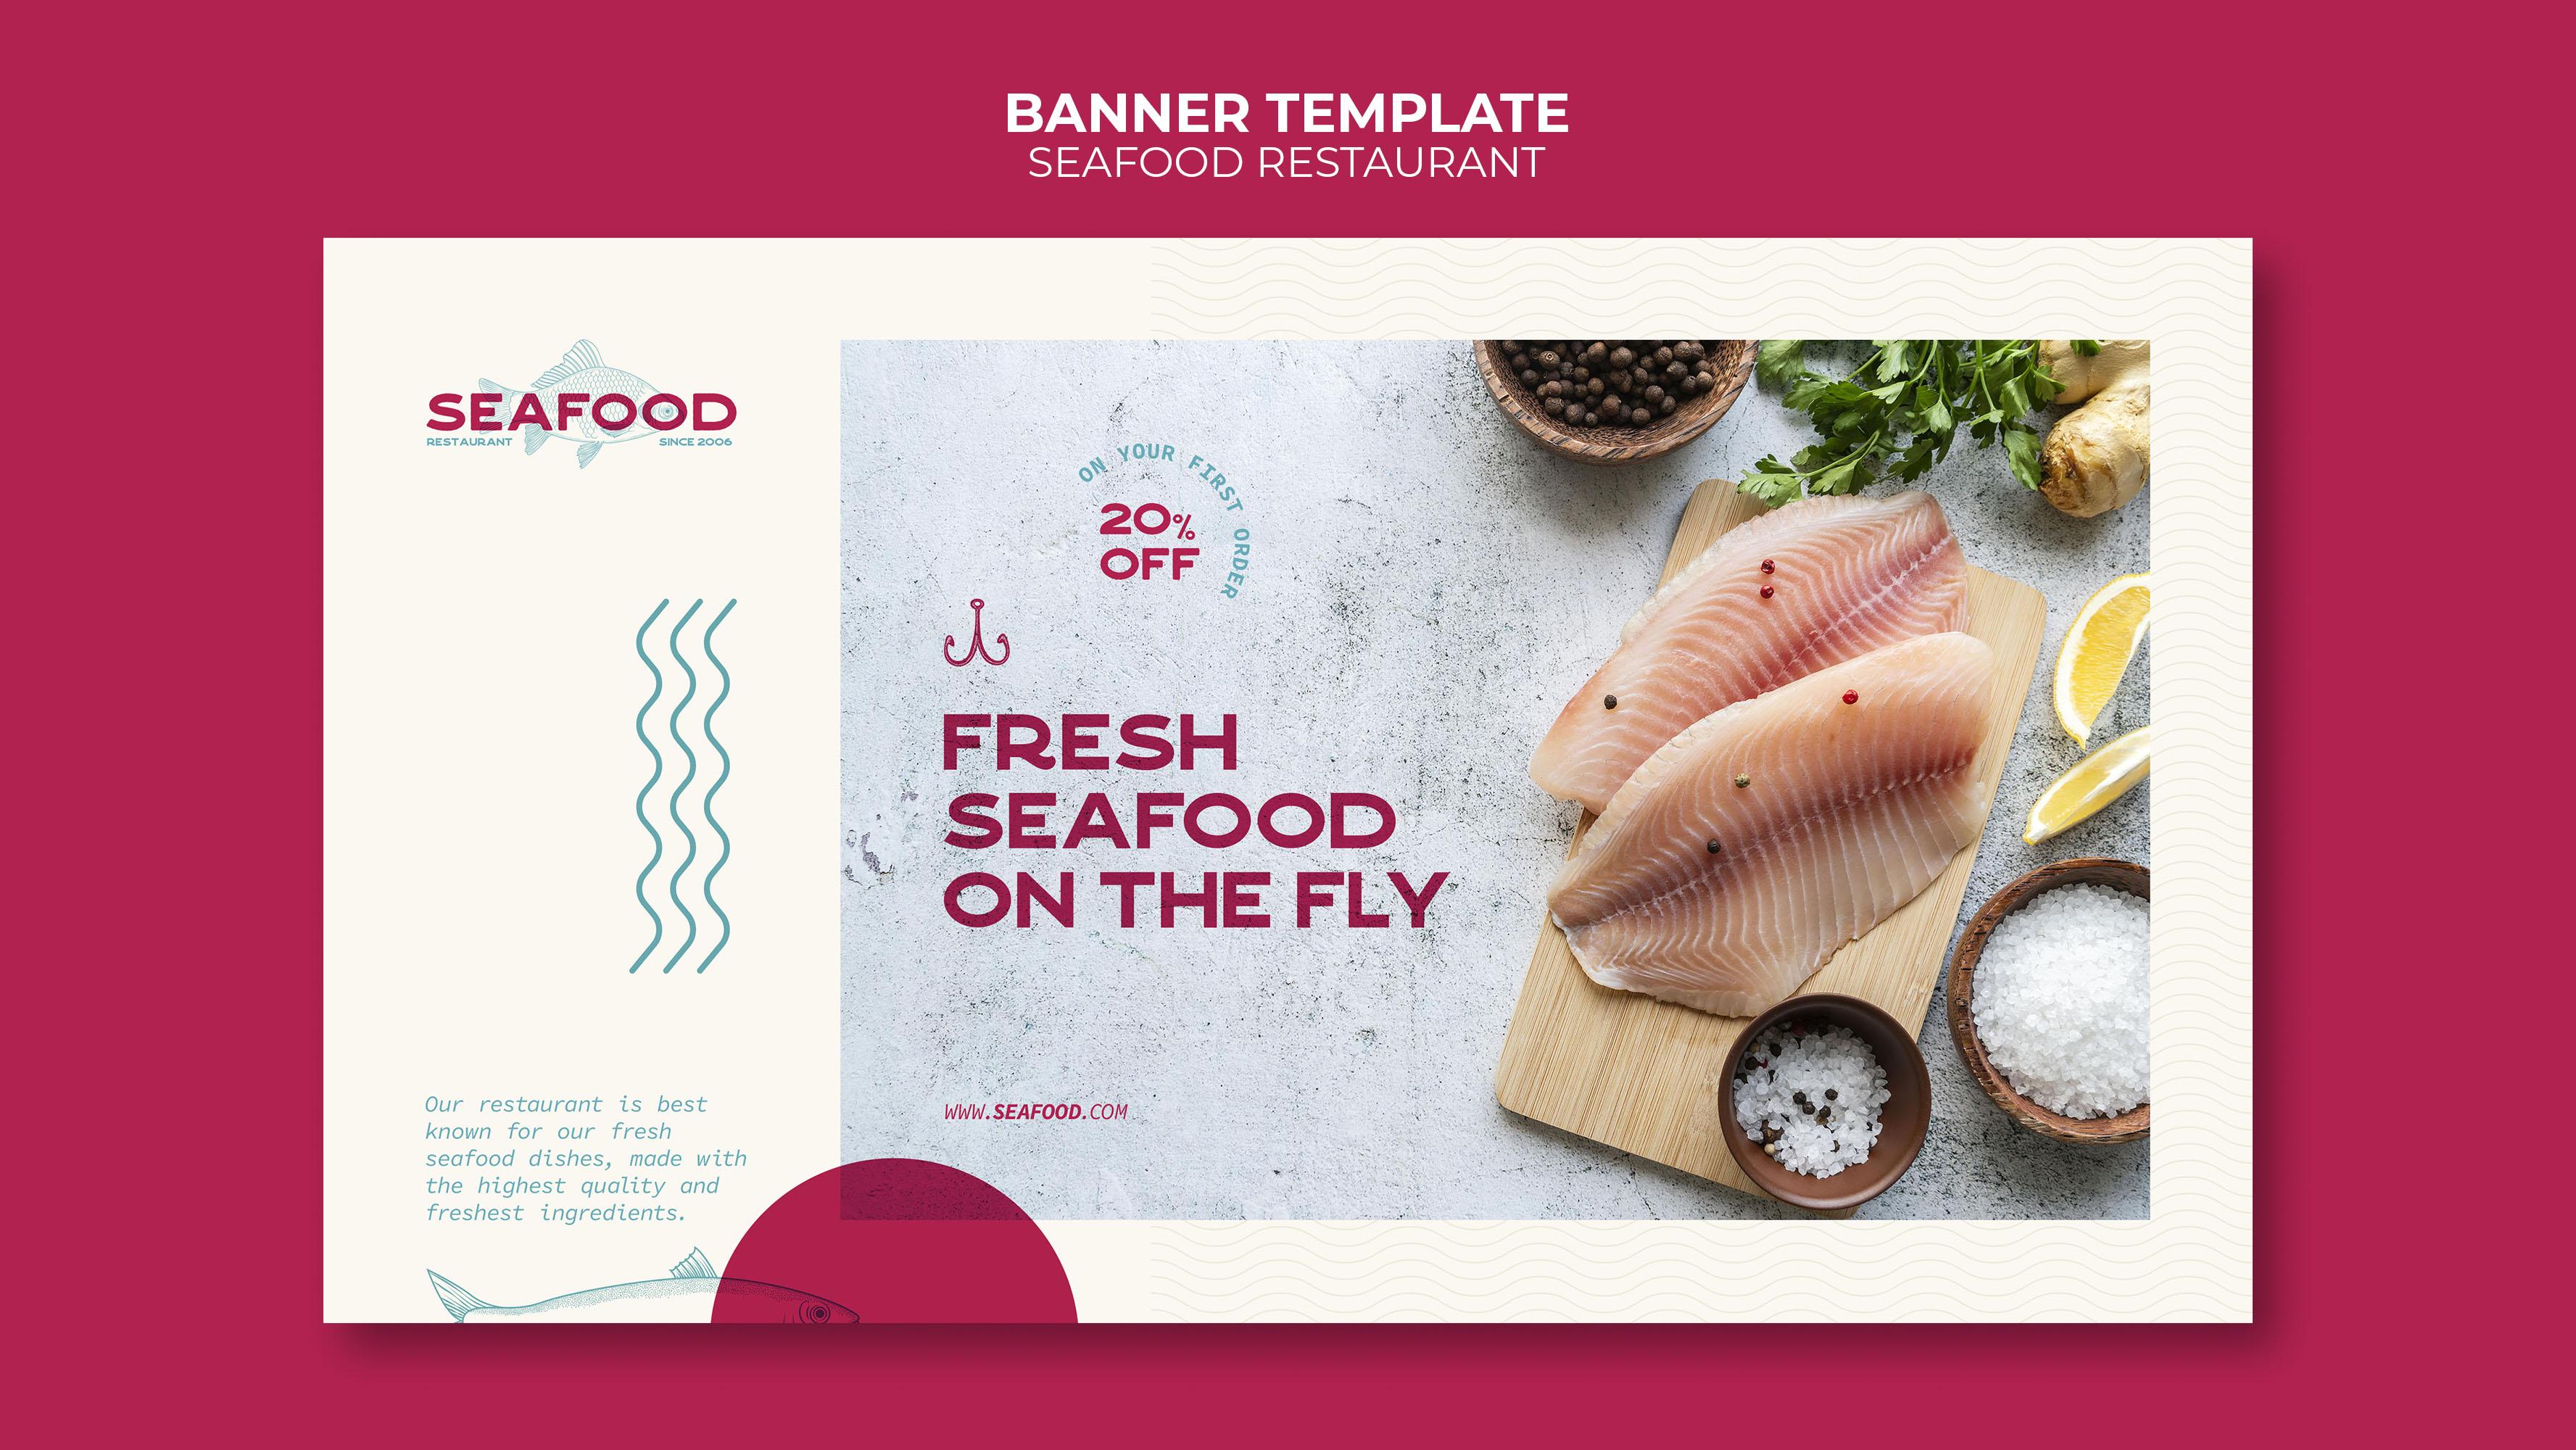 BANNER TEMPLATE
SEAFOOD RESTAURANT
SEAFOOD
RESTAURANT SINCE 2006
ON YOUR FIRST ORDER
20%
OFF
FRESH
SEAFOOD
ON THE FLY
WWW.SEAFOOD.COM
Our restaurant is best
known for our fresh
seafood dishes, made with
the highest quality and
freshest ingredients.